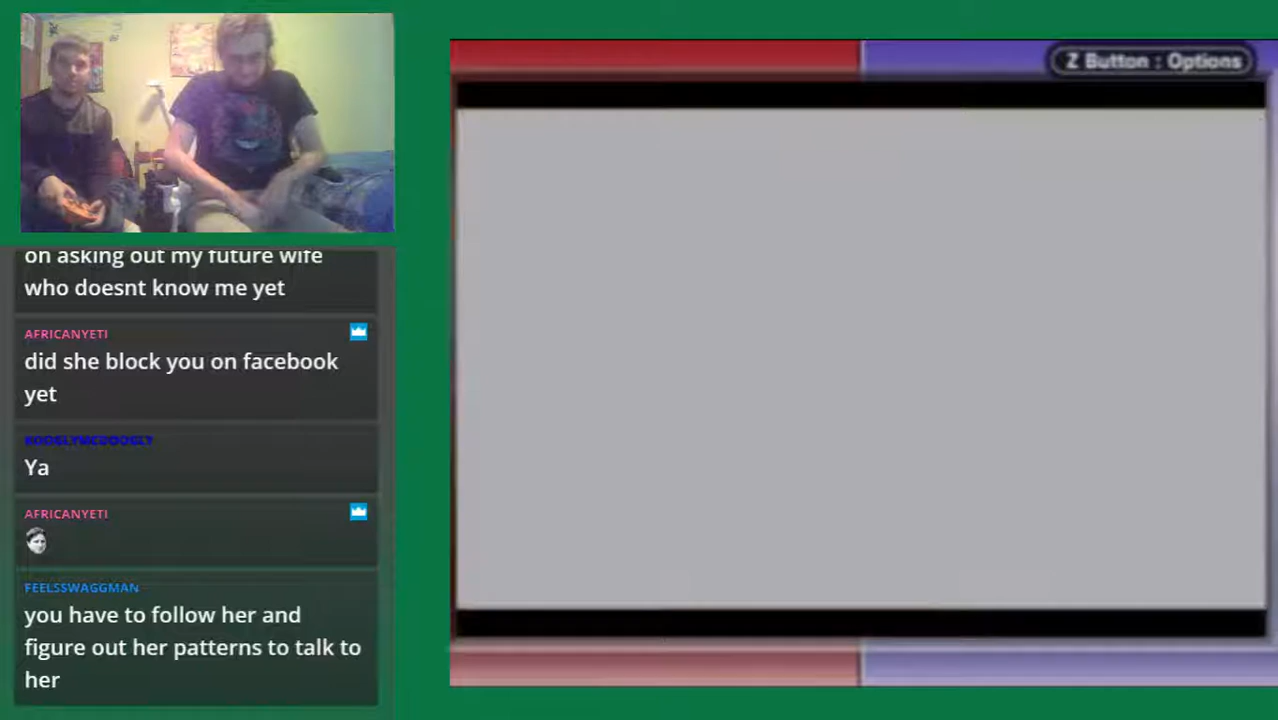 Z Button : Options
on asking out my future wife
who doesnt know me yet
AFRICANYETI
did she block you on facebook
yet
Ya
AFRICANYETI
FEELSSWAGGMAN
you have to follow her and
figure out her patterns to talk to
her